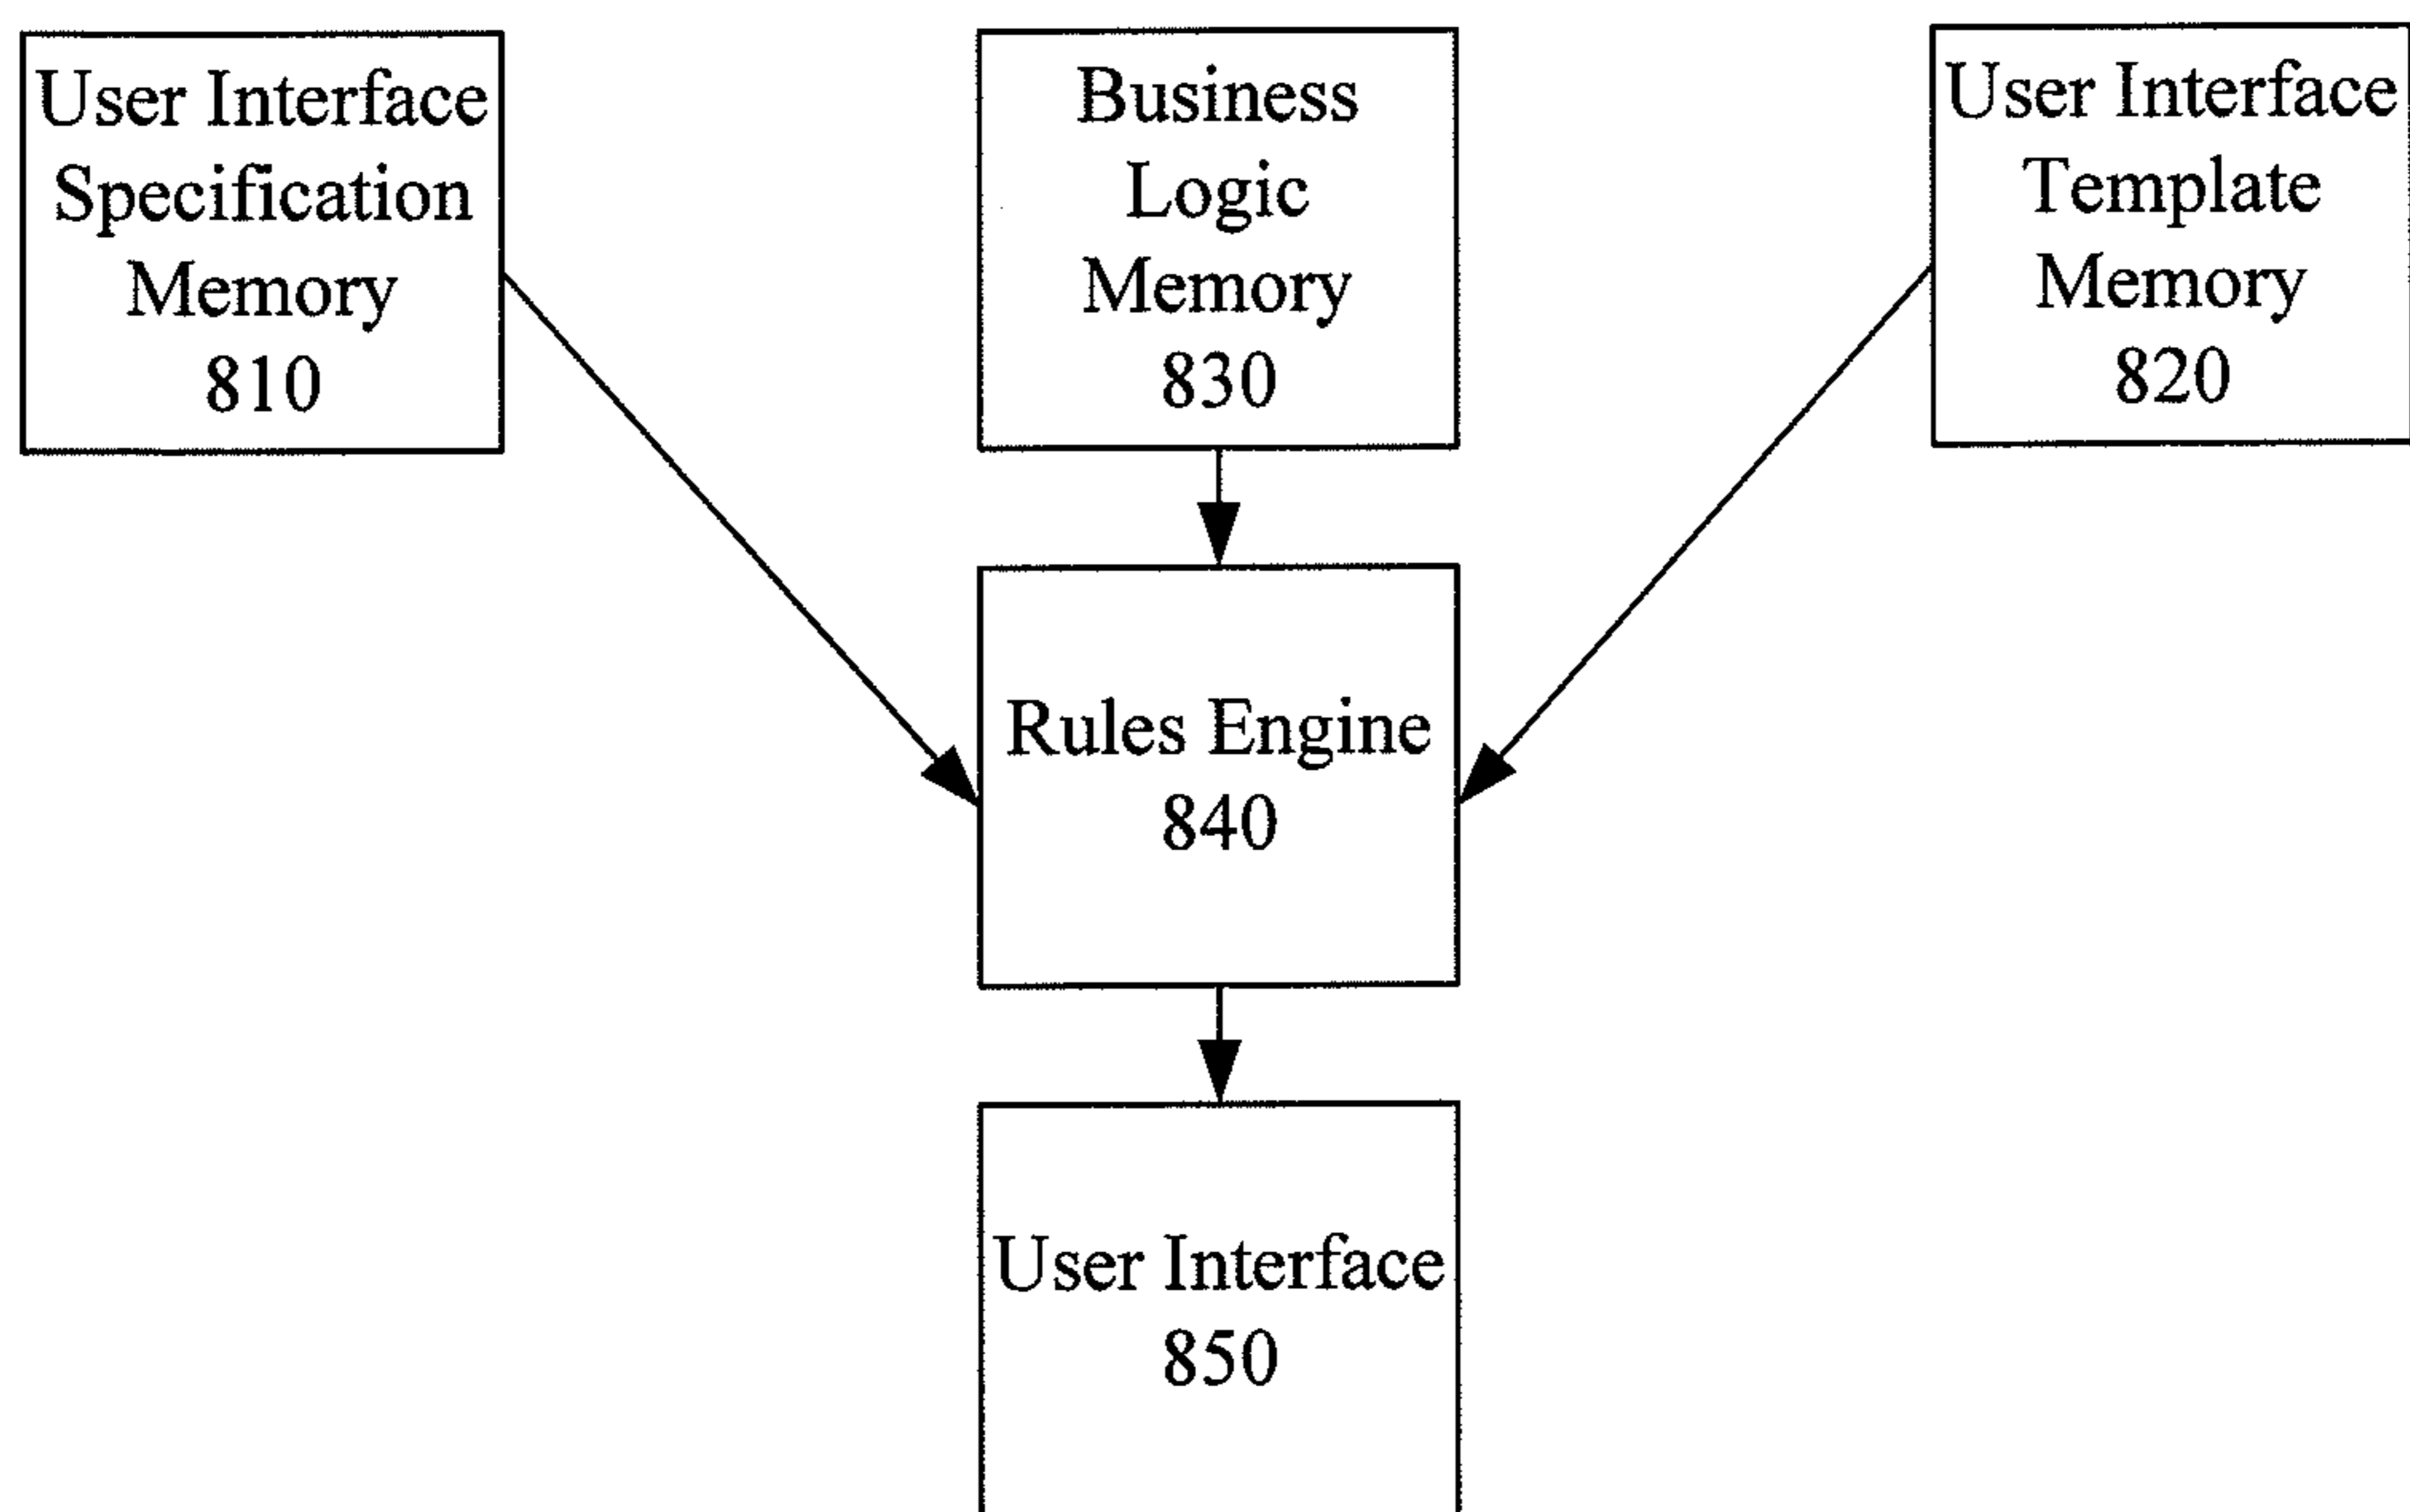 User Interface
Specification
Memory
810
Business
Logic
Memory
830
User Interface
Template
Memory
820
Rules Engine
840
User Interface
850